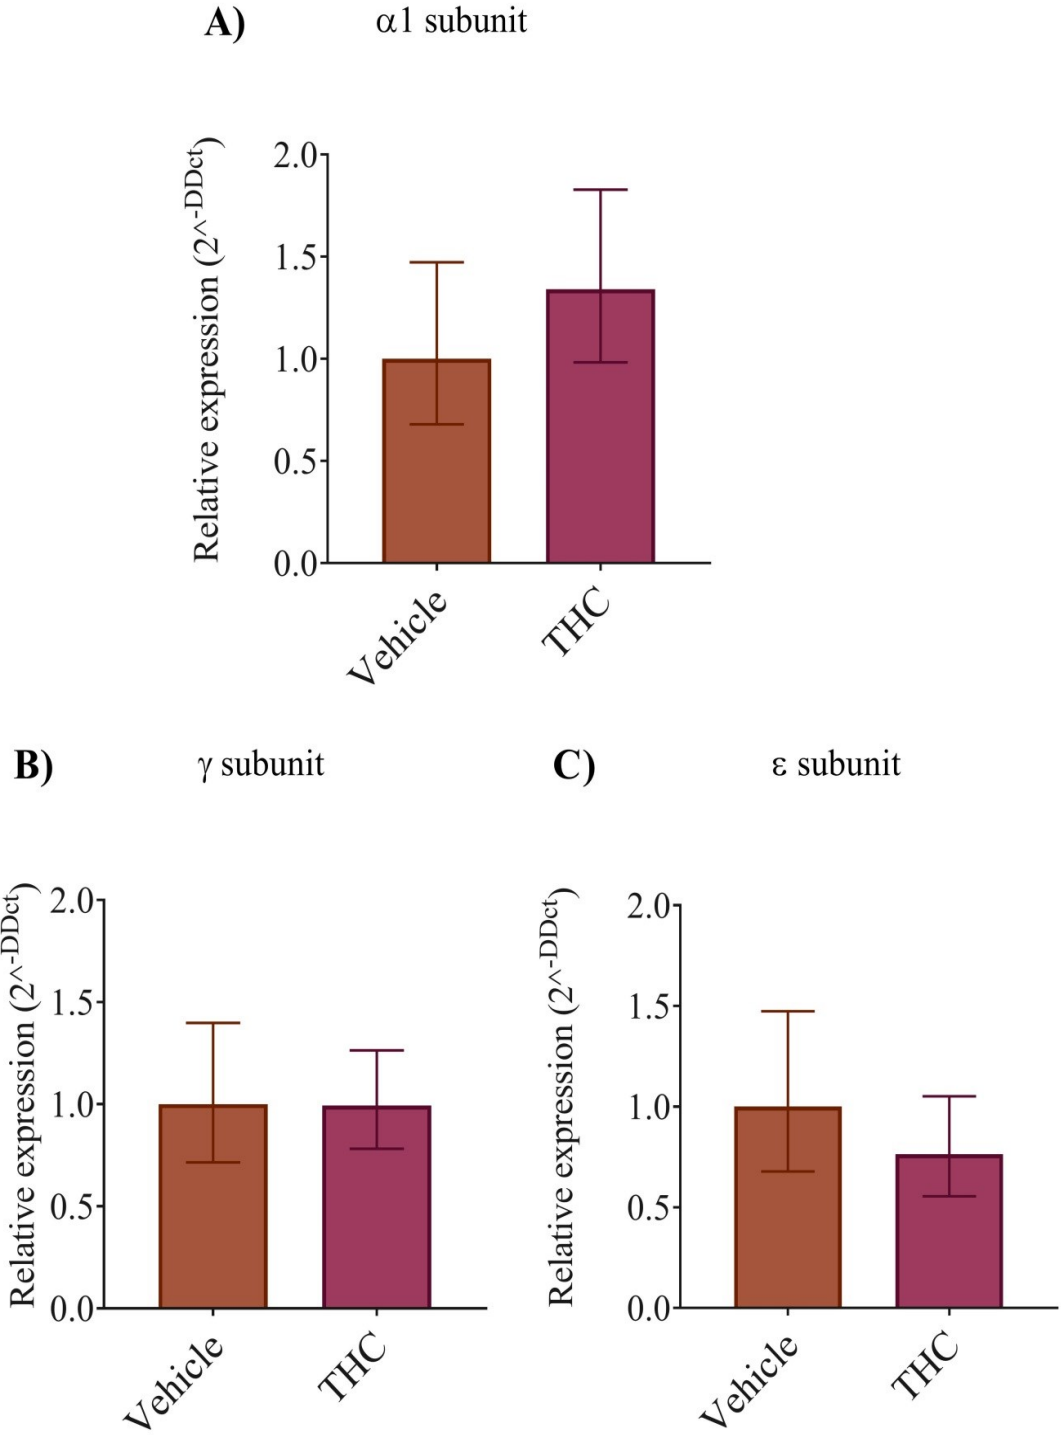 A) α1 subunit
Relative expression (2^-DDct)
2.0
1.5
1.0
0.5
0.0
Vehicle THC
B) γ subunit
Relative expression (2^-DDct)
2.0
1.5
1.0
0.5
0.0
Vehicle THC
C) ε subunit
Relative expression (2^-DDct)
2.0
1.5
1.0
0.5
0.0
Vehicle THC